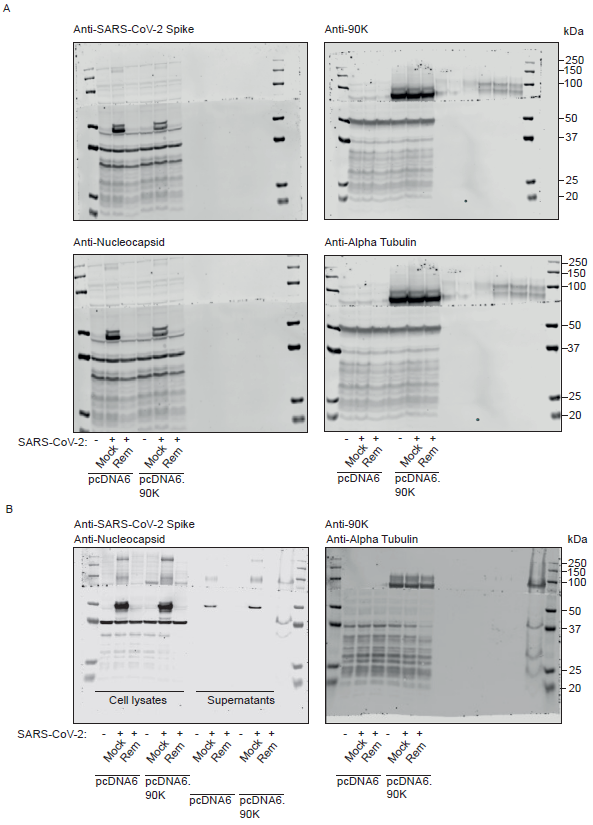 A
Anti-SARS-CoV-2 Spike
Anti-90K
kDa
250
150
100
50
37
25
20
Anti-Nucleocapsid
Anti-Alpha Tubulin
250
150
100
50
37
25
20
SARS-CoV-2: - + + - + + - + + - + +
Mock Rem Mock Rem Mock Rem Mock Rem
pcDNA6 pcDNA6. pcDNA6 pcDNA6.
90K 90K
B
Anti-SARS-CoV-2 Spike
Anti-Nucleocapsid
Anti-90K
Anti-Alpha Tubulin
kDa
250
150
100
50
37
25
20
Cell lysates Supernatants
SARS-CoV-2: - + + - + + - + + - + + - + + - + +
Mock Rem Mock Rem Mock Rem Mock Rem Mock Rem Mock Rem
pcDNA6 pcDNA6.
90K
pcDNA6 pcDNA6.
90K
pcDNA6 pcDNA6.
90K